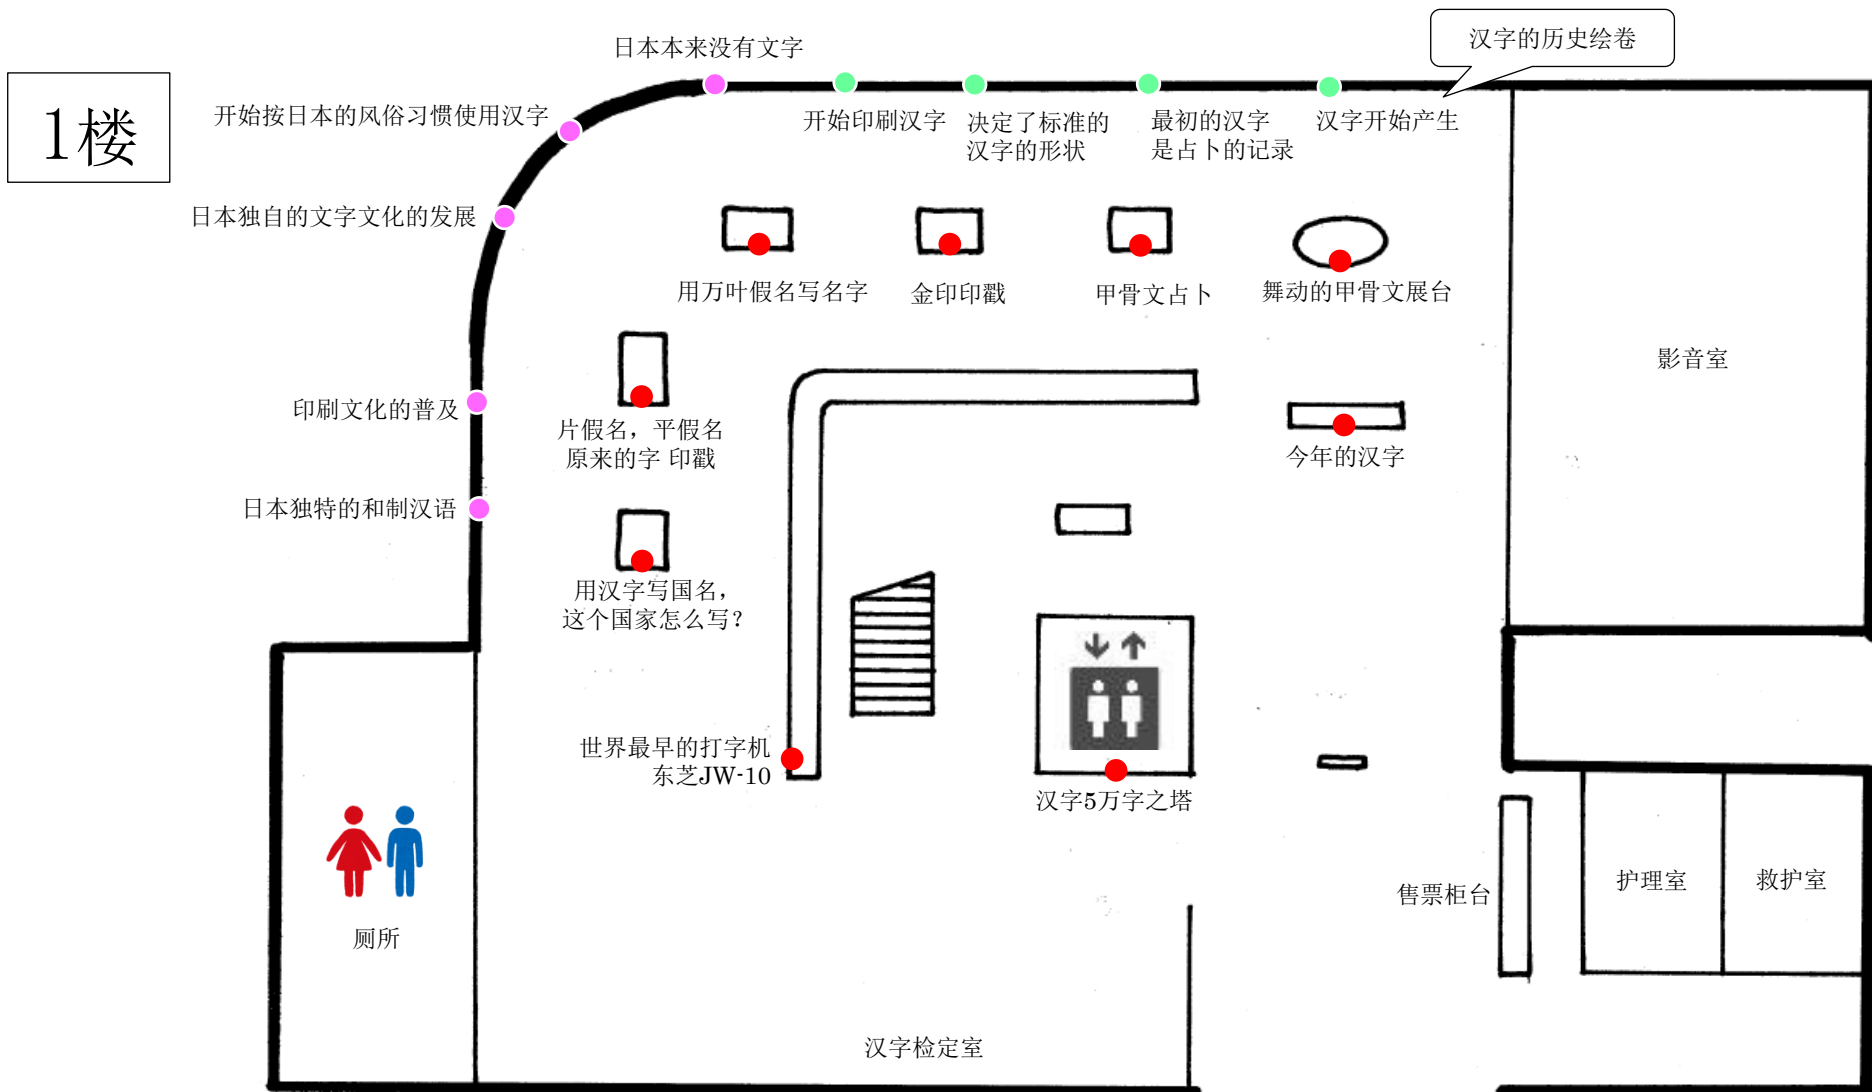 1楼
汉字的历史绘卷
日本本来没有文字
开始按日本的风俗习惯使用汉字
开始印刷汉字
决定了标准的
汉字的形状
最初的汉字
是占卜的记录
汉字开始产生
日本独自的文字文化的发展
用万叶假名写名字
金印印戳
甲骨文占卜
舞动的甲骨文展台
影音室
印刷文化的普及
片假名，平假名
原来的字 印戳
今年的汉字
日本独特的和制汉语
用汉字写国名，
这个国家怎么写？
世界最早的打字机
东芝JW-10
汉字5万字之塔
售票柜台
护理室
救护室
厕所
汉字检定室